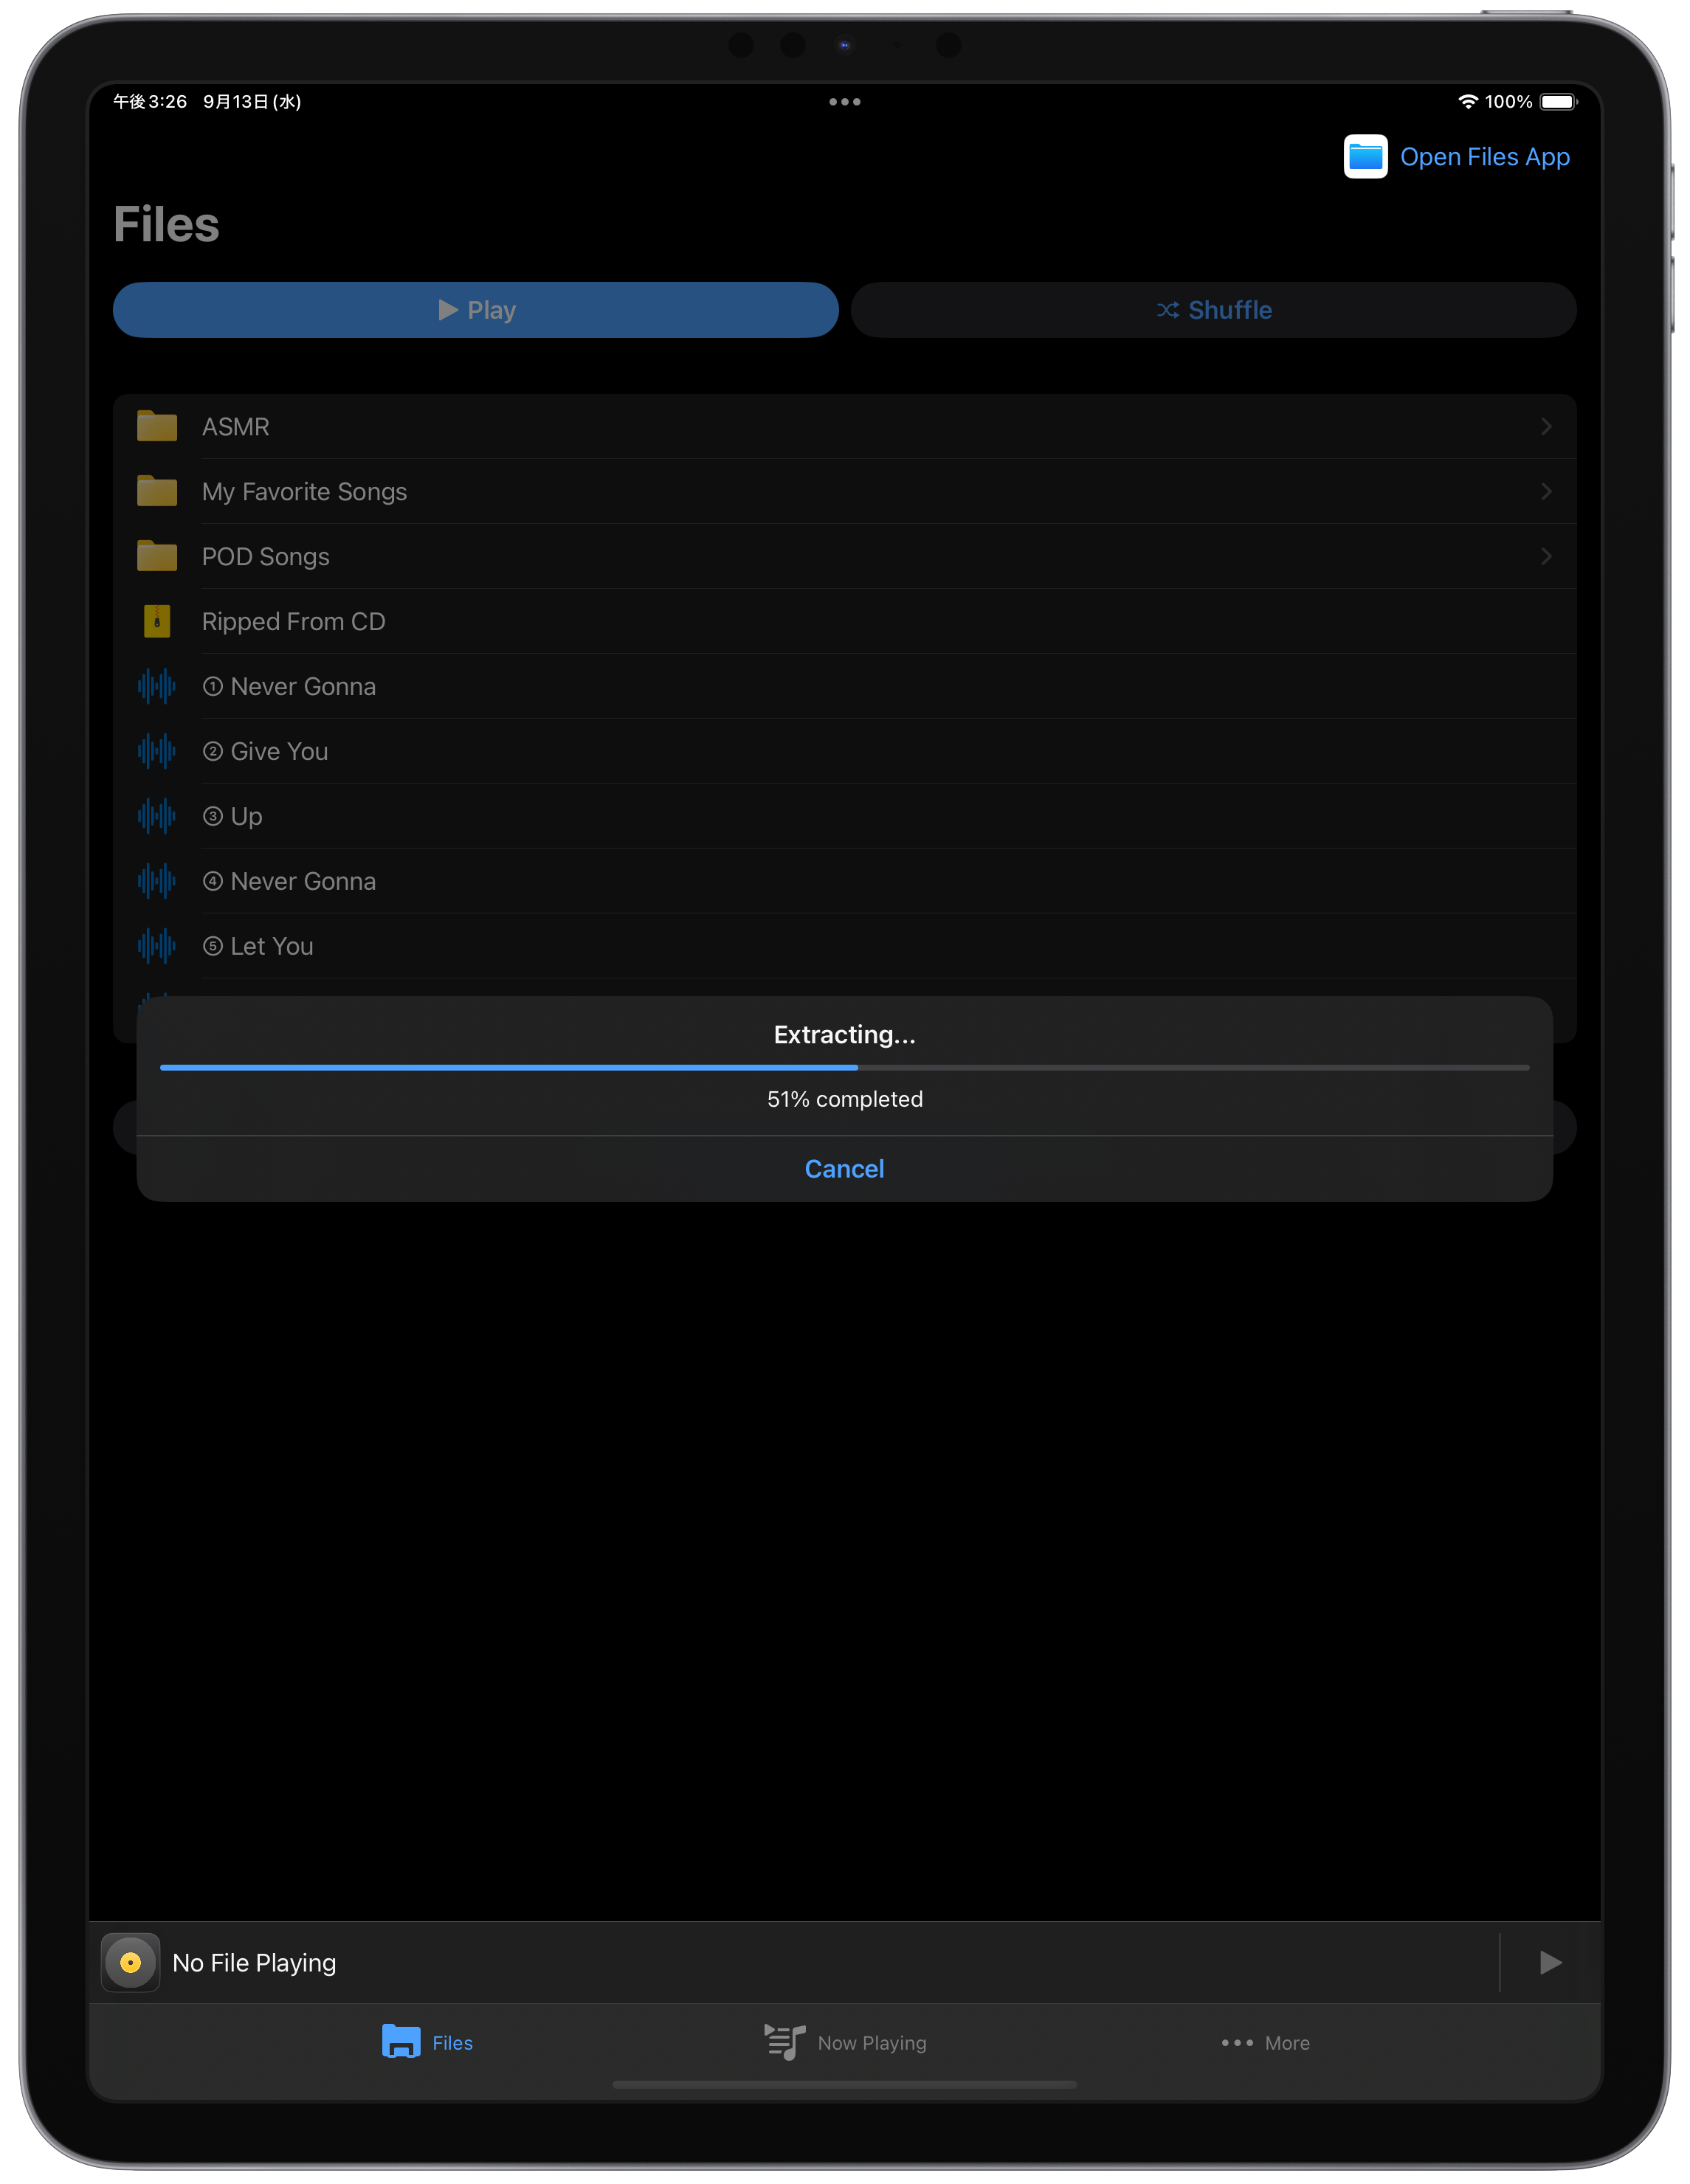 午後3:26 9月13日(水)
100%
Open Files App
Files
Play
Shuffle
ASMR
My Favorite Songs
POD Songs
Ripped From CD
① Never Gonna
② Give You
③ Up
④ Never Gonna
⑤ Let You
Extracting...
51% completed
Cancel
No File Playing
Files
Now Playing
More